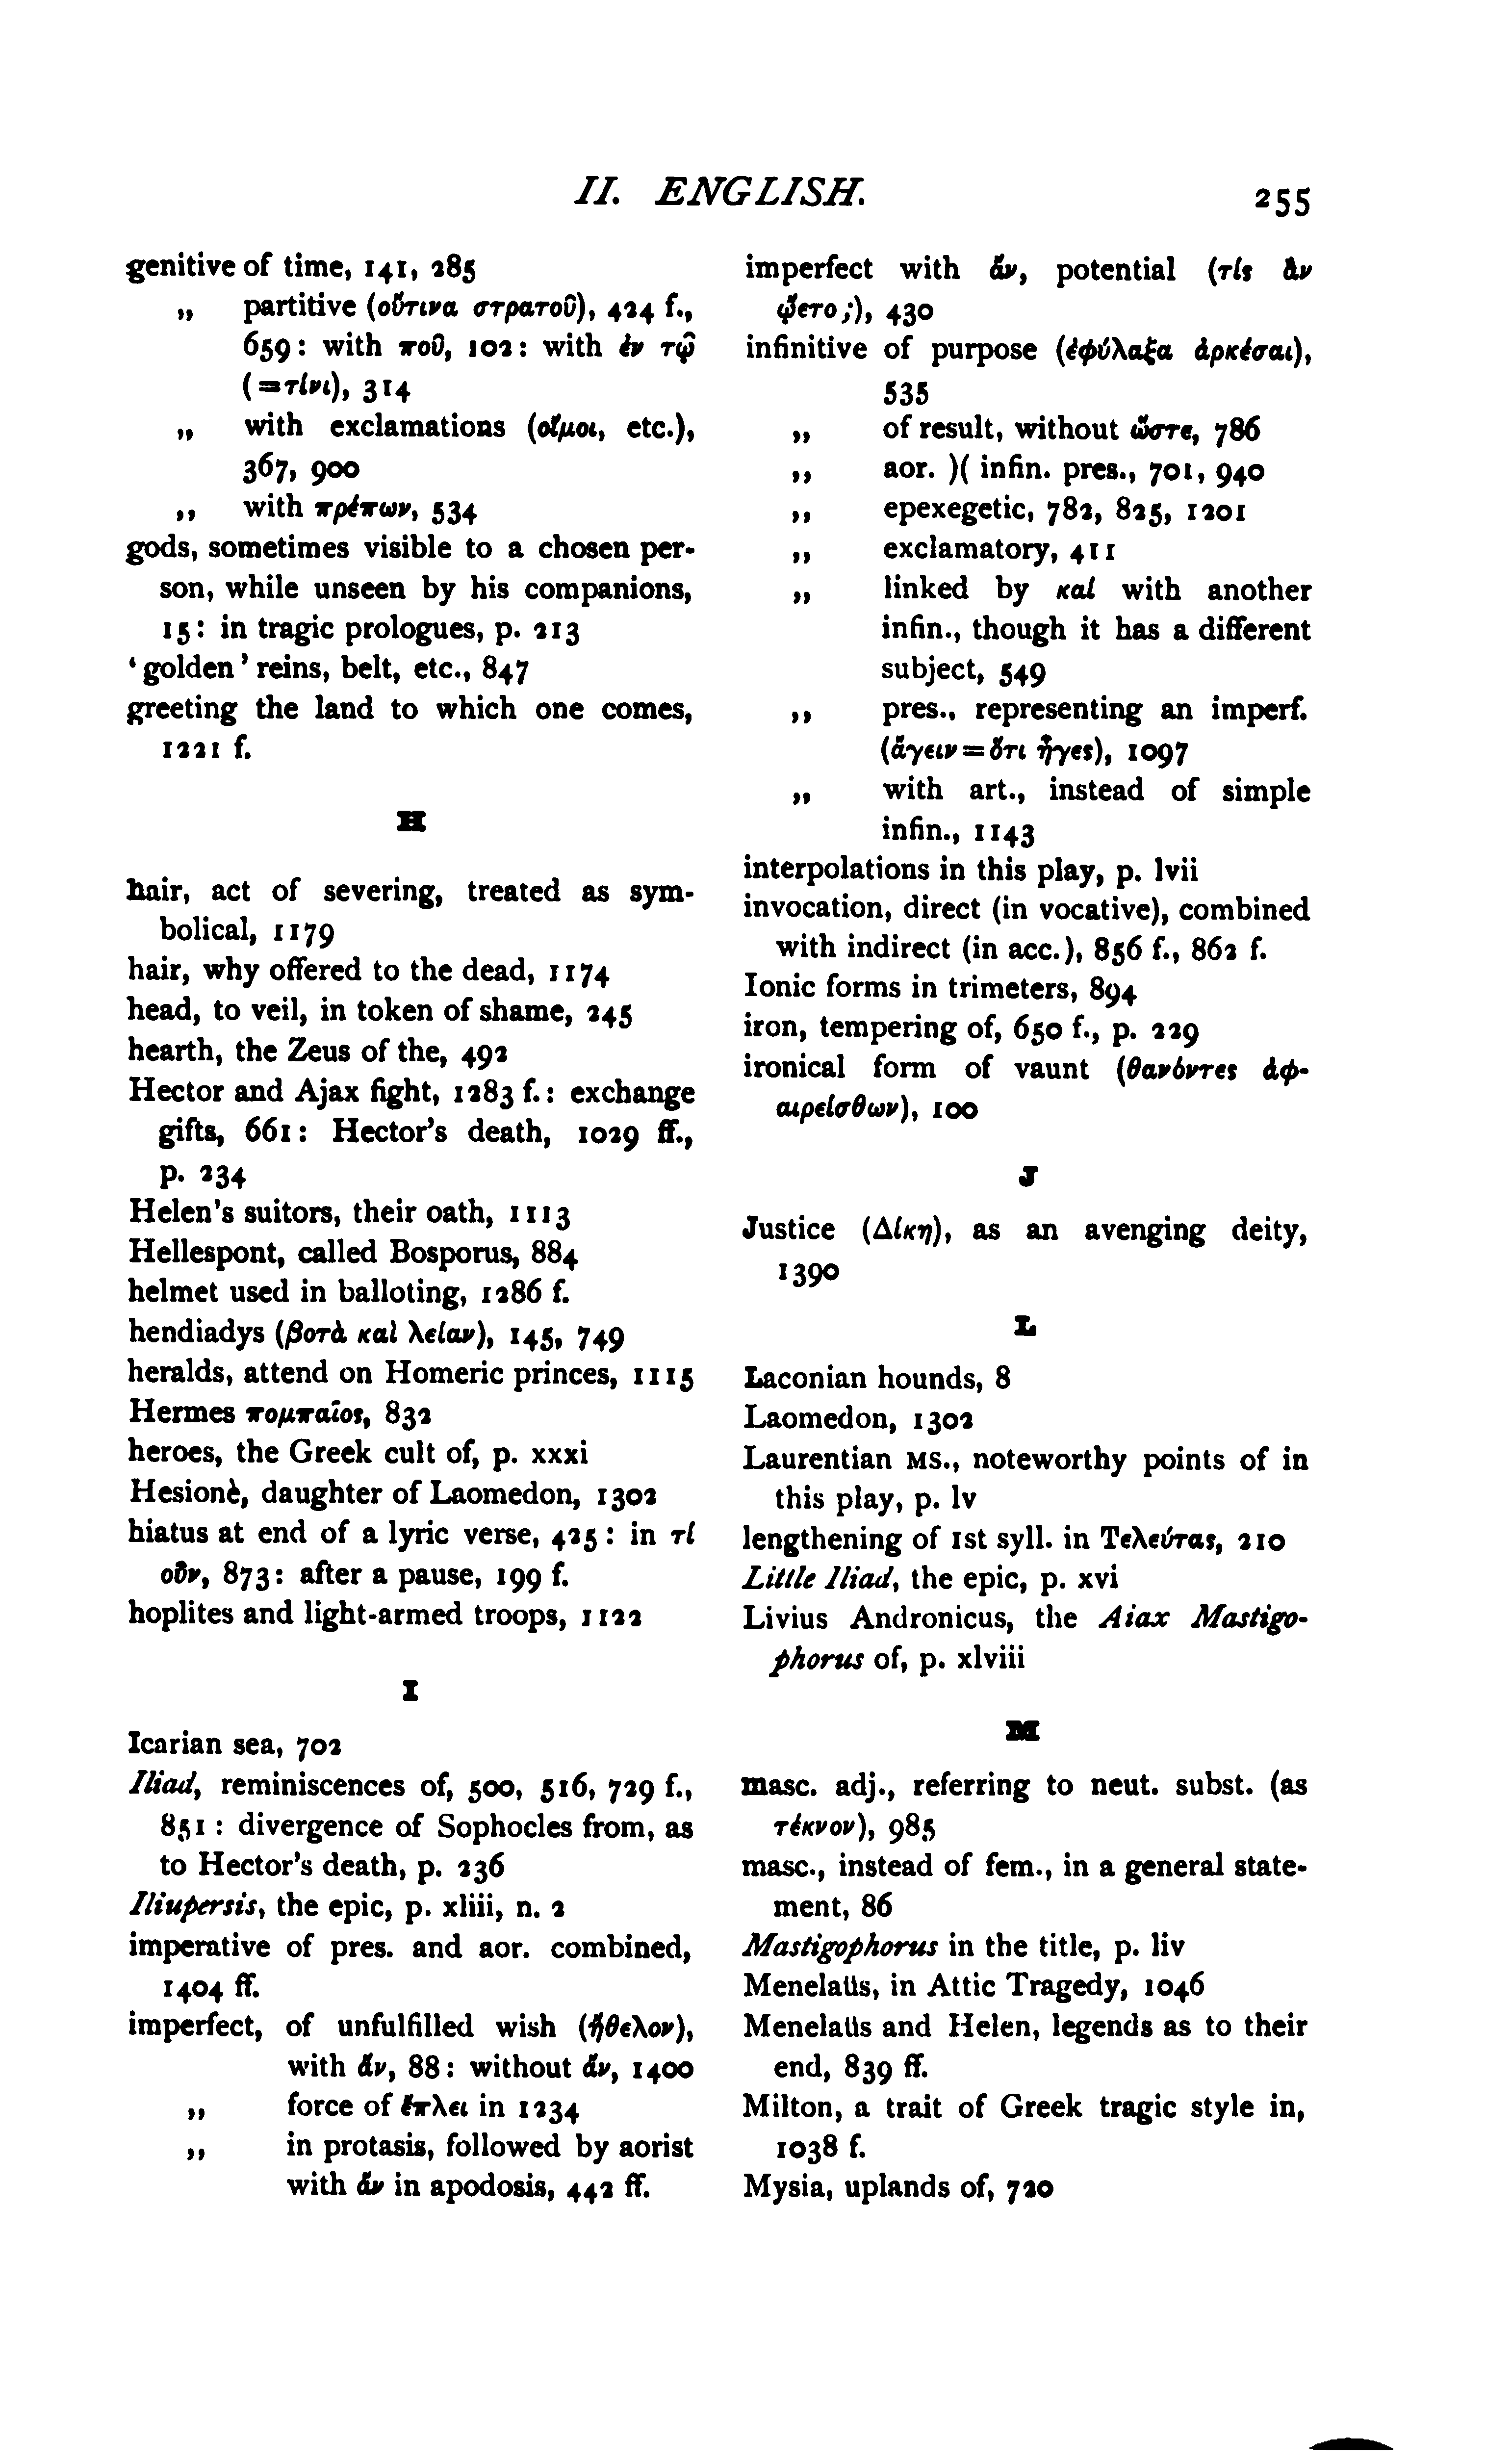 II. ENGLISH.
255
genitive of time, 141, 285
„ partitive (οὕτινα στρατοῦ), 424 f.,
659: with ποῦ, 102: with ἐν τῷ
(=τίνι), 314
„ with exclamations (οἴμοι, etc.),
367, 900
„ with πρέπων, 534
gods, sometimes visible to a chosen per-
son, while unseen by his companions,
15: in tragic prologues, p. 213
‘golden’ reins, belt, etc., 847
greeting the land to which one comes,
1221 f.
H
hair, act of severing, treated as sym-
bolical, 1179
hair, why offered to the dead, 1174
head, to veil, in token of shame, 245
hearth, the Zeus of the, 492
Hector and Ajax fight, 1283 f.: exchange
gifts, 661: Hector's death, 1029 ff.,
p. 234
Helen's suitors, their oath, 1113
Hellespont, called Bosporus, 884
helmet used in balloting, 1286 f.
hendiadys (βοτὰ καὶ λείαν), 145, 749
heralds, attend on Homeric princes, 1115
Hermes πομπαῖος, 832
heroes, the Greek cult of, p. xxxi
Hesionè, daughter of Laomedon, 1302
hiatus at end of a lyric verse, 425: in τί
οὖν, 873: after a pause, 199 f.
hoplites and light-armed troops, 1122
I
Icarian sea, 702
Iliad, reminiscences of, 500, 516, 729 f.,
851: divergence of Sophocles from, as
to Hector's death, p. 236
Iliupersis, the epic, p. xliii, n. 2
imperative of pres. and aor. combined,
1404 ff.
imperfect, of unfulfilled wish (ἤθελον),
with ἄν, 88: without ἄν, 1400
„ force of ἔπλει in 1234
„ in protasis, followed by aorist
with ἄν in apodosis, 442 ff.
imperfect with ἄν, potential (τίς ἂν
ᾤετο;), 430
infinitive of purpose (ἐφύλαξα ἀρκέσαι),
535
„ of result, without ὥστε, 786
„ aor. )( infin. pres., 701, 940
„ epexegetic, 782, 825, 1201
„ exclamatory, 411
„ linked by καί with another
infin., though it has a different
subject, 549
„ pres., representing an imperf.
(ἄγειν=ὅτι ἦγες), 1097
„ with art., instead of simple
infin., 1143
interpolations in this play, p. lvii
invocation, direct (in vocative), combined
with indirect (in acc.), 856 f., 862 f.
Ionic forms in trimeters, 894
iron, tempering of, 650 f., p. 229
ironical form of vaunt (θανόντες ἀφ-
αιρείσθων), 100
J
Justice (Δίκη), as an avenging deity,
1390
L
Laconian hounds, 8
Laomedon, 1302
Laurentian MS., noteworthy points of in
this play, p. lv
lengthening of 1st syll. in Τελεύτας, 210
Little Iliad, the epic, p. xvi
Livius Andronicus, the Aiax Mastigo-
phorus of, p. xlviii
M
masc. adj., referring to neut. subst. (as
τέκνον), 985
masc., instead of fem., in a general state-
ment, 86
Mastigophorus in the title, p. liv
Menelaüs, in Attic Tragedy, 1046
Menelaüs and Helen, legends as to their
end, 839 ff.
Milton, a trait of Greek tragic style in,
1038 f.
Mysia, uplands of, 720